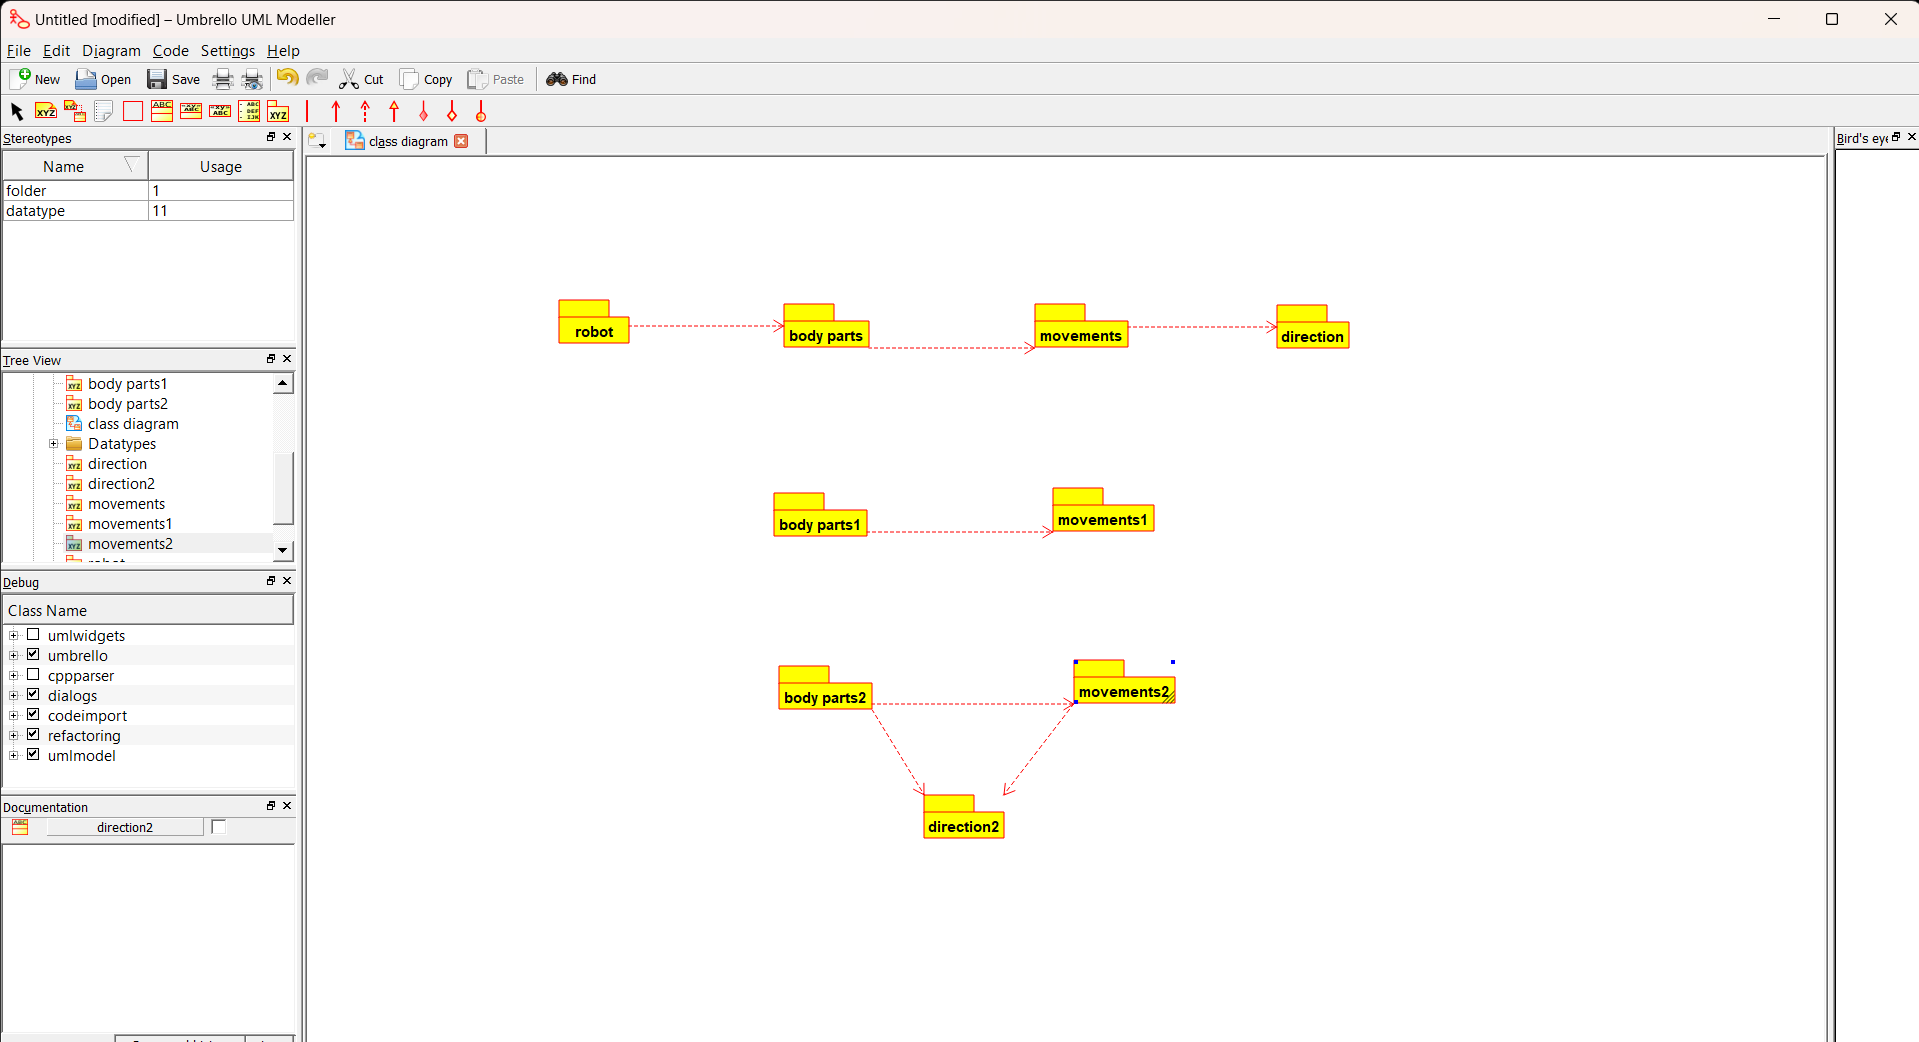 Untitled [modified] – Umbrello UML Modeller
File Edit Diagram Code Settings Help
New Open Save Cut Copy Paste Find
Stereotypes
Name Usage
folder 1
datatype 11
Tree View
body parts1
body parts2
class diagram
Datatypes
direction
direction2
movements
movements1
movements2
robot
Debug
Class Name
umlwidgets
umbrello
cppparser
dialogs
codeimport
refactoring
umlmodel
Documentation
direction2
class diagram
robot
body parts
movements
direction
body parts1
movements1
body parts2
movements2
direction2
Bird's eye